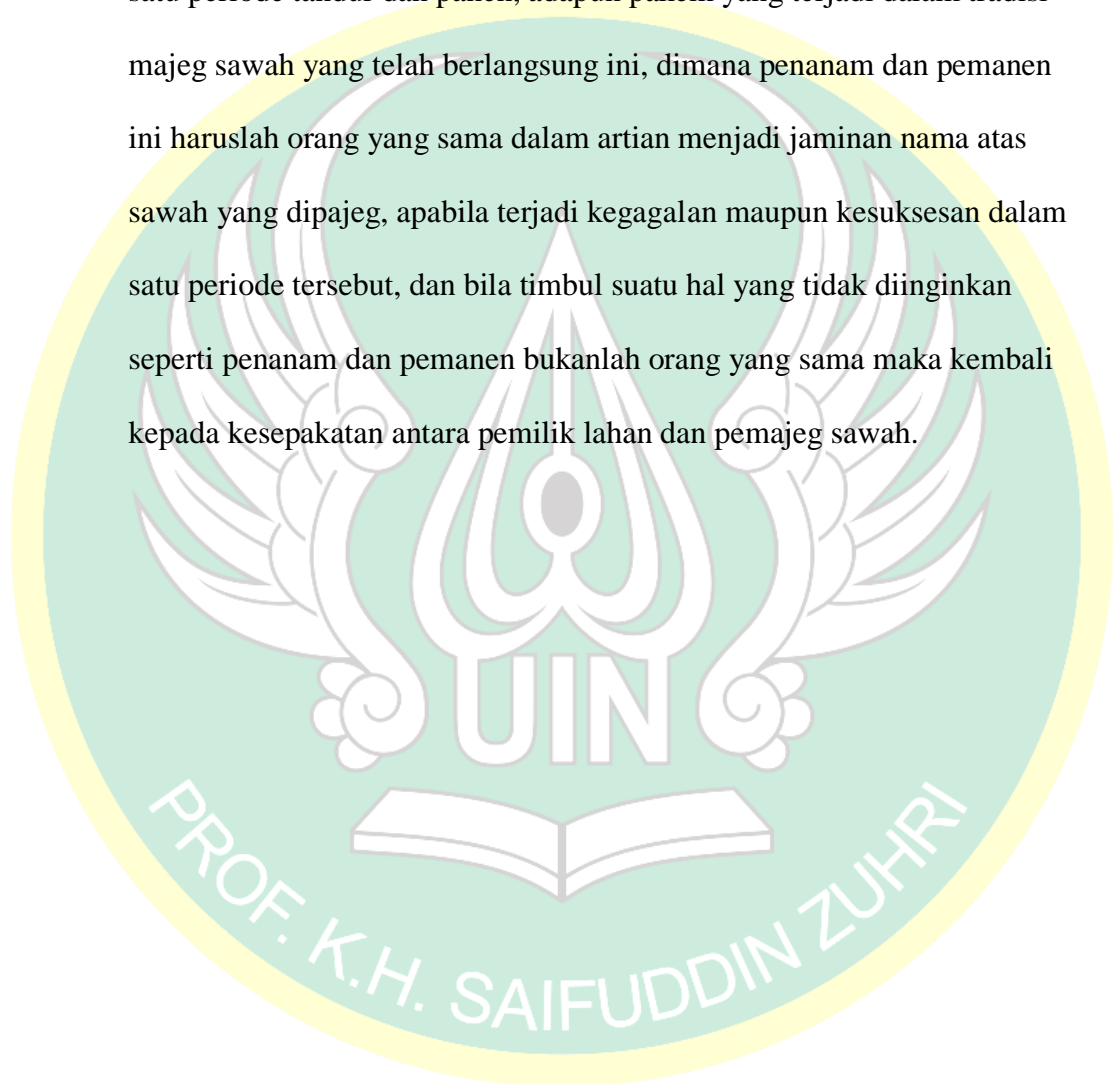 satu periode tandur dan panen, adapun pakem yang terjadi dalam tradisi
majeg sawah yang telah berlangsung ini, dimana penanam dan pemanen
ini haruslah orang yang sama dalam artian menjadi jaminan nama atas
sawah yang dipajeg, apabila terjadi kegagalan maupun kesuksesan dalam
satu periode tersebut, dan bila timbul suatu hal yang tidak diinginkan
seperti penanam dan pemanen bukanlah orang yang sama maka kembali
kepada kesepakatan antara pemilik lahan dan pemajeg sawah.
UIN
PROF. K.H. SAIFUDDIN ZUHRI